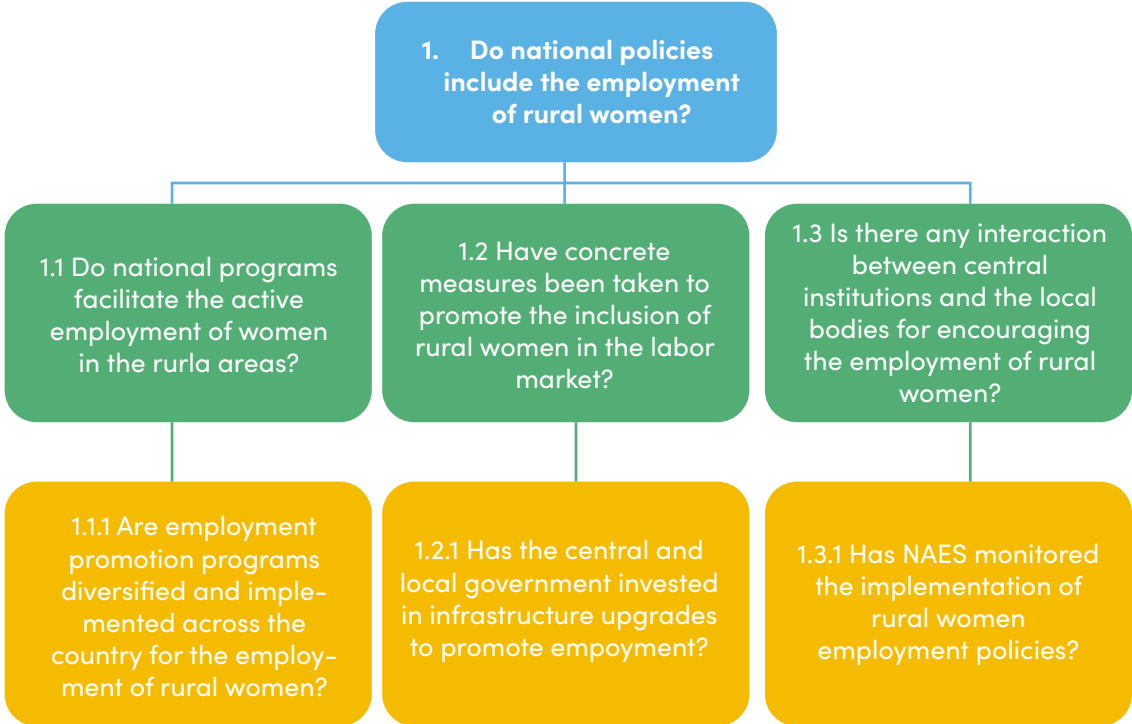 1. Do national policies
include the employment
of rural women?
1.1 Do national programs
facilitate the active
employment of women
in the rurla areas?
1.2 Have concrete
measures been taken to
promote the inclusion of
rural women in the labor
market?
1.3 Is there any interaction
between central
institutions and the local
bodies for encouraging
the employment of rural
women?
1.1.1 Are employment
promotion programs
diversified and imple-
mented across the
country for the employ-
ment of rural women?
1.2.1 Has the central and
local government invested
in infrastructure upgrades
to promote empoyment?
1.3.1 Has NAES monitored
the implementation of
rural women
employment policies?